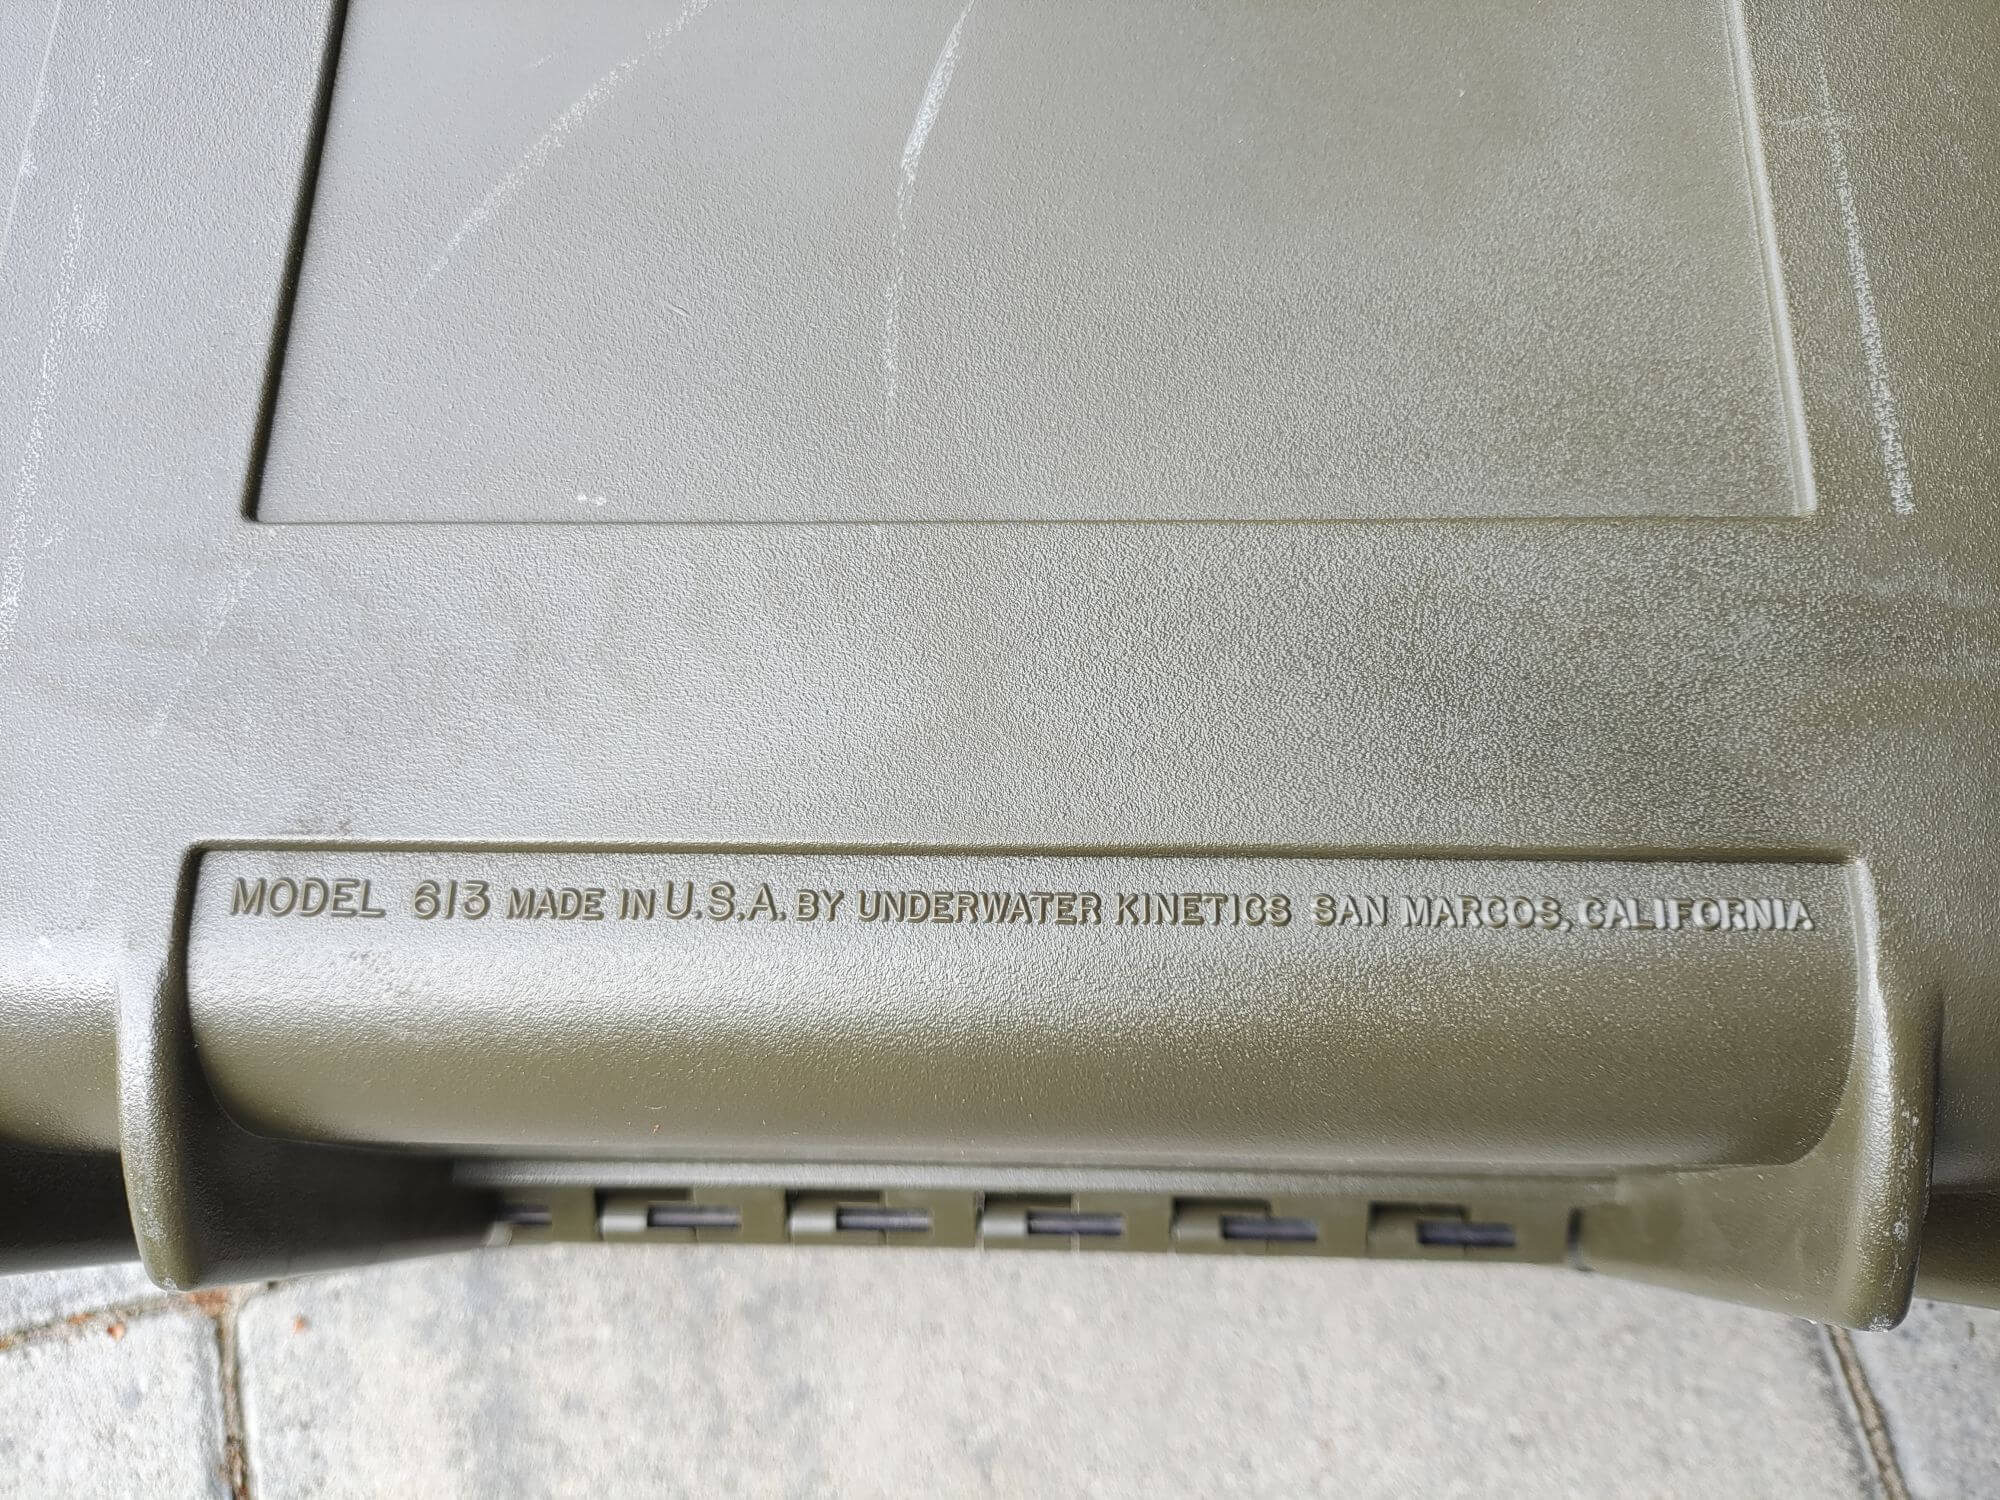 MODEL 613 MADE IN U.S.A. BY UNDERWATER KINETICS SAN MARCOS, CALIFORNIA